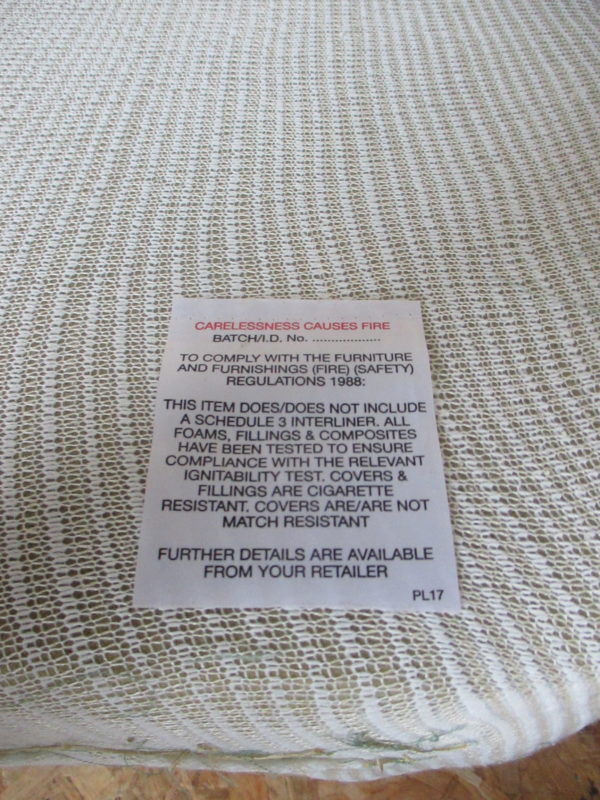 CARELESSNESS CAUSES FIRE
BATCH/I.D. No. ..................
TO COMPLY WITH THE FURNITURE
AND FURNISHINGS (FIRE) (SAFETY)
REGULATIONS 1988:
THIS ITEM DOES/DOES NOT INCLUDE
A SCHEDULE 3 INTERLINER. ALL
FOAMS, FILLINGS & COMPOSITES
HAVE BEEN TESTED TO ENSURE
COMPLIANCE WITH THE RELEVANT
IGNITABILITY TEST. COVERS &
FILLINGS ARE CIGARETTE
RESISTANT. COVERS ARE/ARE NOT
MATCH RESISTANT
FURTHER DETAILS ARE AVAILABLE
FROM YOUR RETAILER
PL17